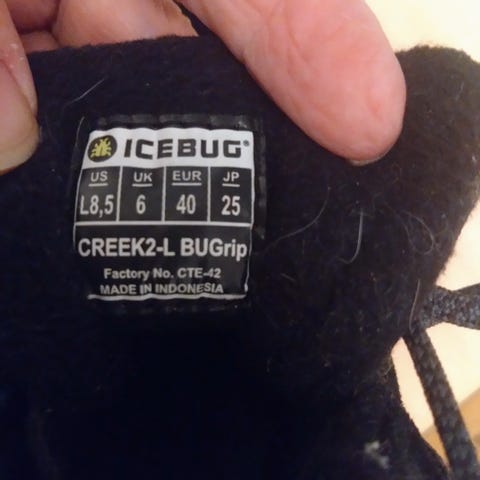 ICEBUG®
US UK EUR JP
L8,5 6 40 25
CREEK2-L BUGrip
Factory No. CTE-42
MADE IN INDONESIA